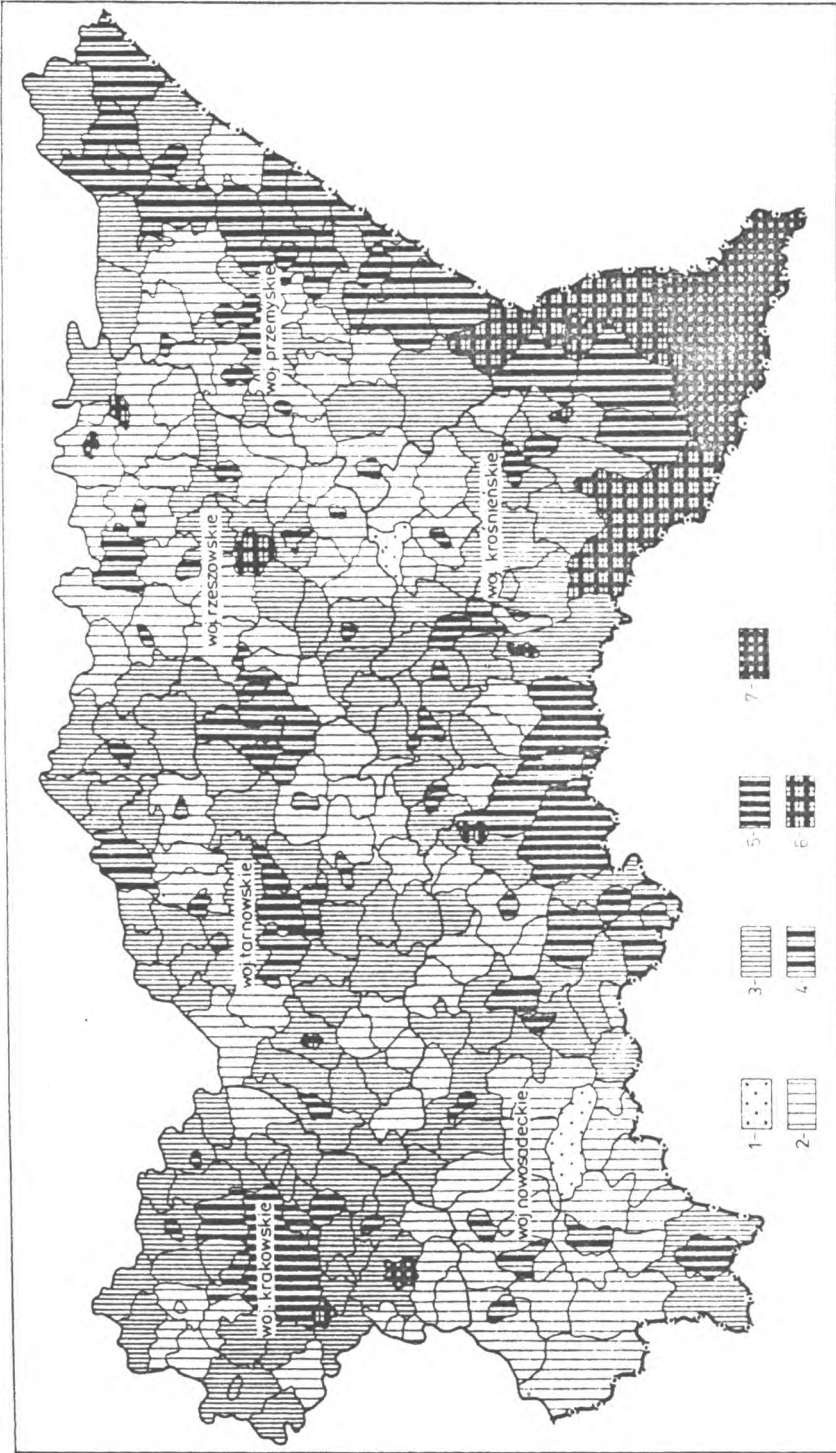 woj. krakowskie
woj tarnowskie
woj. rzeszowskie
woj. przemyskie
woj nowosądeckie
woj. krośnieńskie
1-
2-
3-
4-
5-
6-
7-